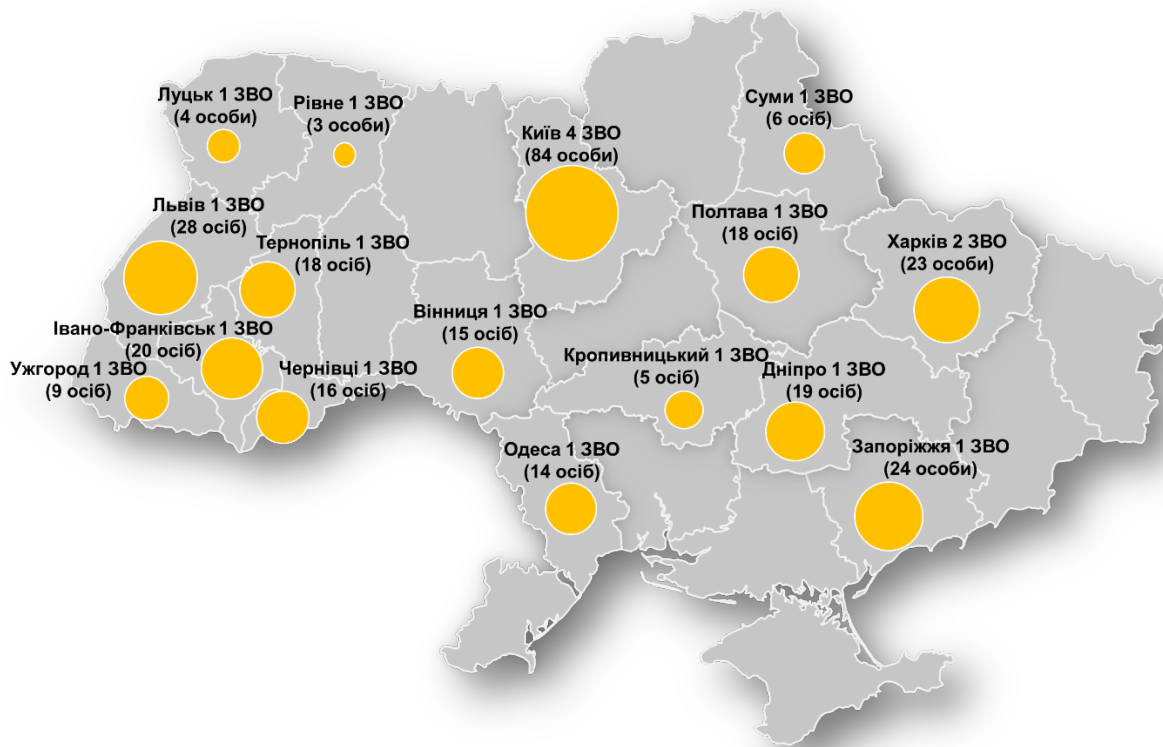 Луцьк 1 ЗВО
(4 особи)
Рівне 1 ЗВО
(3 особи)
Київ 4 ЗВО
(84 особи)
Суми 1 ЗВО
(6 осіб)
Львів 1 ЗВО
(28 осіб)
Тернопіль 1 ЗВО
(18 осіб)
Полтава 1 ЗВО
(18 осіб)
Харків 2 ЗВО
(23 особи)
Івано-Франківськ 1 ЗВО
(20 осіб)
Вінниця 1 ЗВО
(15 осіб)
Ужгород 1 ЗВО
(9 осіб)
Чернівці 1 ЗВО
(16 осіб)
Кропивницький 1 ЗВО
(5 осіб)
Дніпро 1 ЗВО
(19 осіб)
Одеса 1 ЗВО
(14 осіб)
Запоріжжя 1 ЗВО
(24 особи)